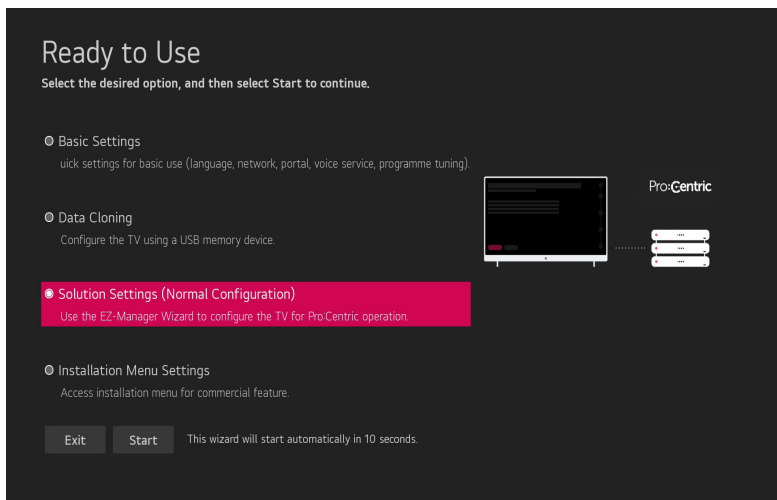 Ready to Use
Select the desired option, and then select Start to continue.
Basic Settings
uick settings for basic use (language, network, portal, voice service, programme tuning).
Pro:Centric
Data Cloning
Configure the TV using a USB memory device.
Solution Settings (Normal Configuration)
Use the EZ-Manager Wizard to configure the TV for Pro:Centric operation.
Installation Menu Settings
Access installation menu for commercial feature.
Exit Start This wizard will start automatically in 10 seconds.